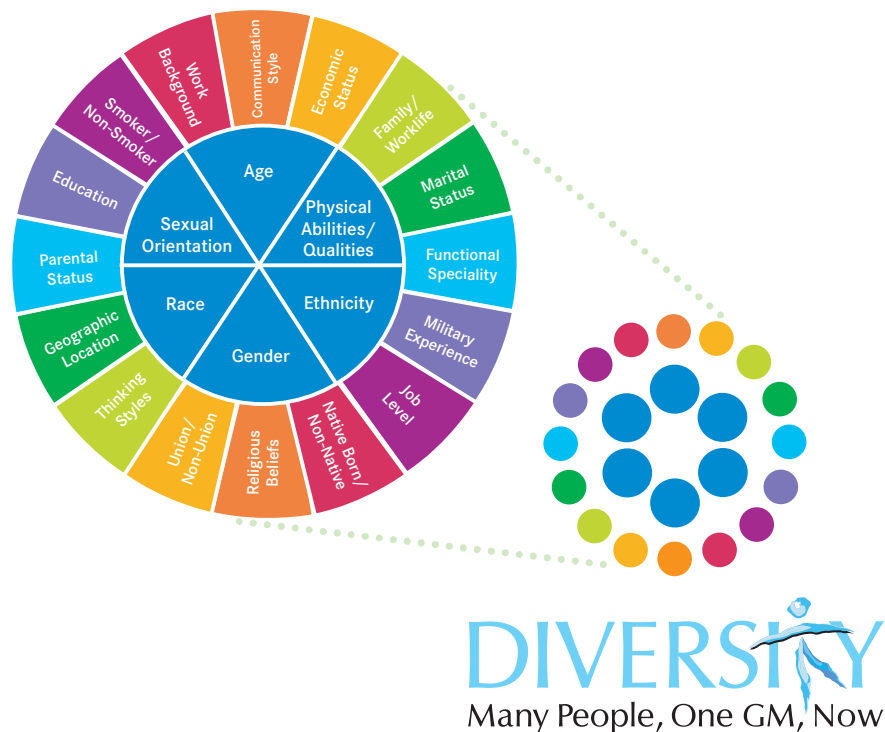 Communication
Style
Economic
Status
Family/
Worklife
Marital
Status
Functional
Speciality
Military
Experience
Job
Level
Native Born/
Non-Native
Religious
Beliefs
Union/
Non-Union
Thinking
Styles
Geographic
Location
Parental
Status
Education
Smoker/
Non-Smoker
Work
Background
Age
Physical
Abilities/
Qualities
Ethnicity
Gender
Race
Sexual
Orientation
DIVERSITY
Many People, One GM, Now